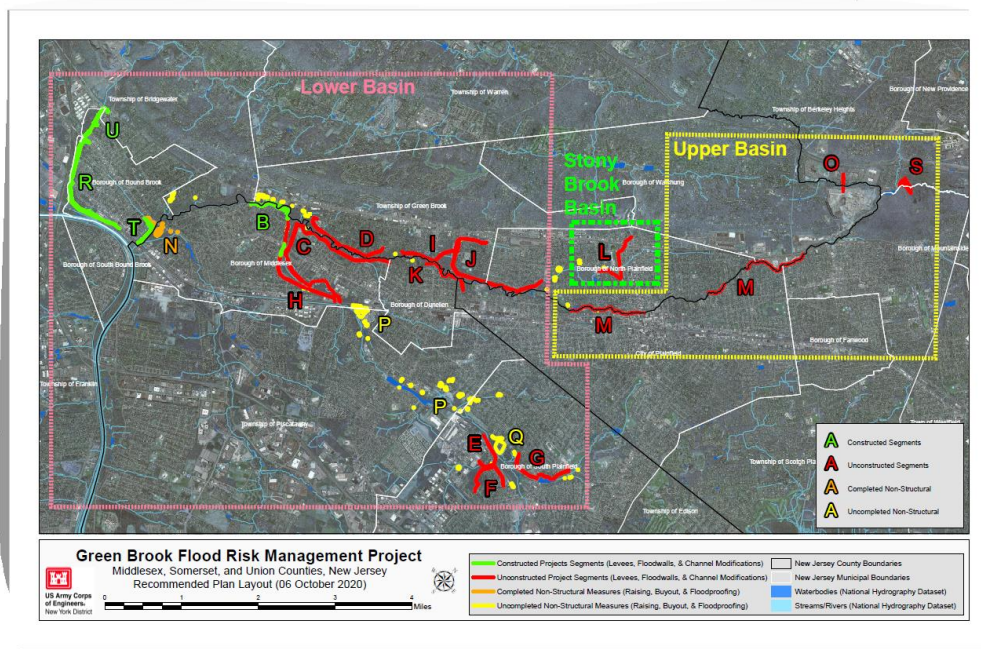 Lower Basin
Township of Bridgewater
Township of Warren
Township of Berkeley Heights
Borough of New Providence
U
Upper Basin
Stony
Brook
Basin
O
S
R
Borough of Bound Brook
Borough of Watchung
Township of Green Brook
B
T
N
C
D
I
J
L
Borough of Mountainside
Borough of South Bound Brook
Borough of Middlesex
K
Borough of North Plainfield
M
H
Borough of Dunellen
P
M
City of Plainfield
Borough of Fanwood
Township of Franklin
P
Township of Piscataway
E
Q
G
Borough of South Plainfield
F
Township of Scotch Pla
Township of Edison
A Constructed Segments
A Unconstructed Segments
A Completed Non-Structural
A Uncompleted Non-Structural
Green Brook Flood Risk Management Project
Middlesex, Somerset, and Union Counties, New Jersey
Recommended Plan Layout (06 October 2020)
US Army Corps
of Engineers.
New York District
0 1 2 3 4
Miles
Constructed Projects Segments (Levees, Floodwalls, & Channel Modifications)
Unconstructed Project Segments (Levees, Floodwalls, & Channel Modifications)
Completed Non-Structural Measures (Raising, Buyout, & Floodproofing)
Uncompleted Non-Structural Measures (Raising, Buyout, & Floodproofing)
New Jersey County Boundaries
New Jersey Municipal Boundaries
Waterbodies (National Hydrography Dataset)
Streams/Rivers (National Hydrography Dataset)